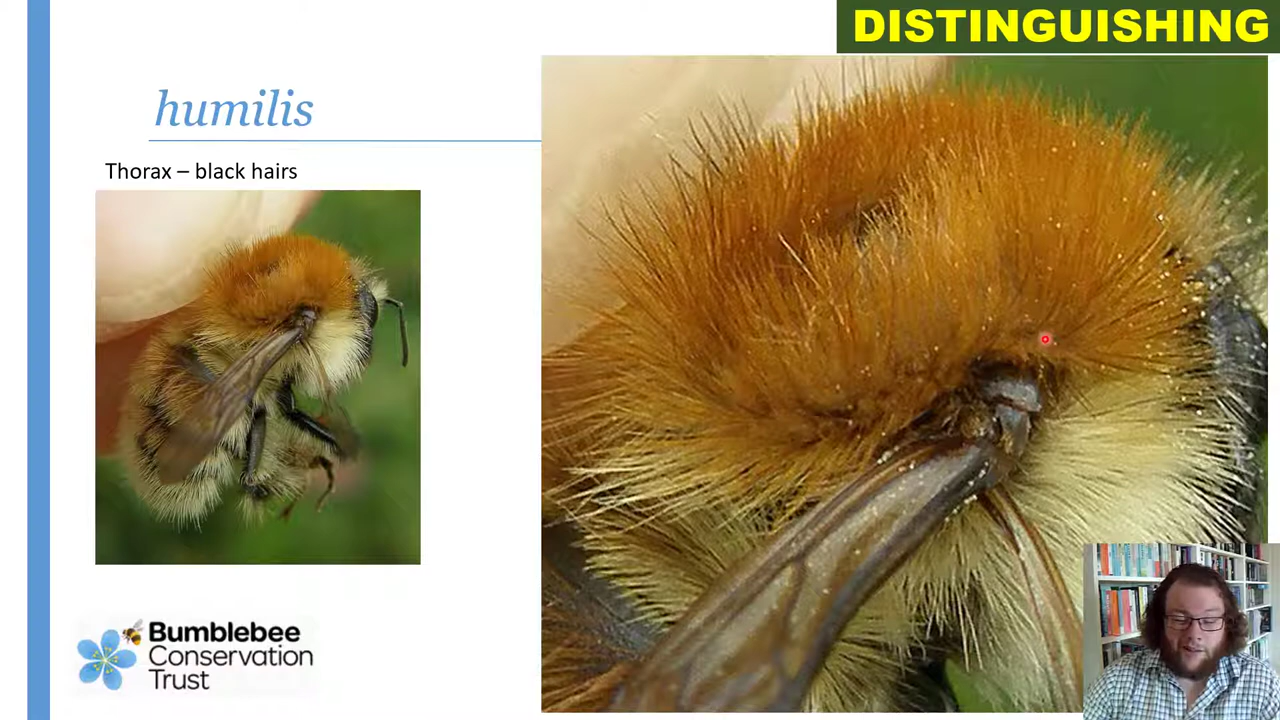 DISTINGUISHING
humilis
Thorax – black hairs
Bumblebee
Conservation
Trust